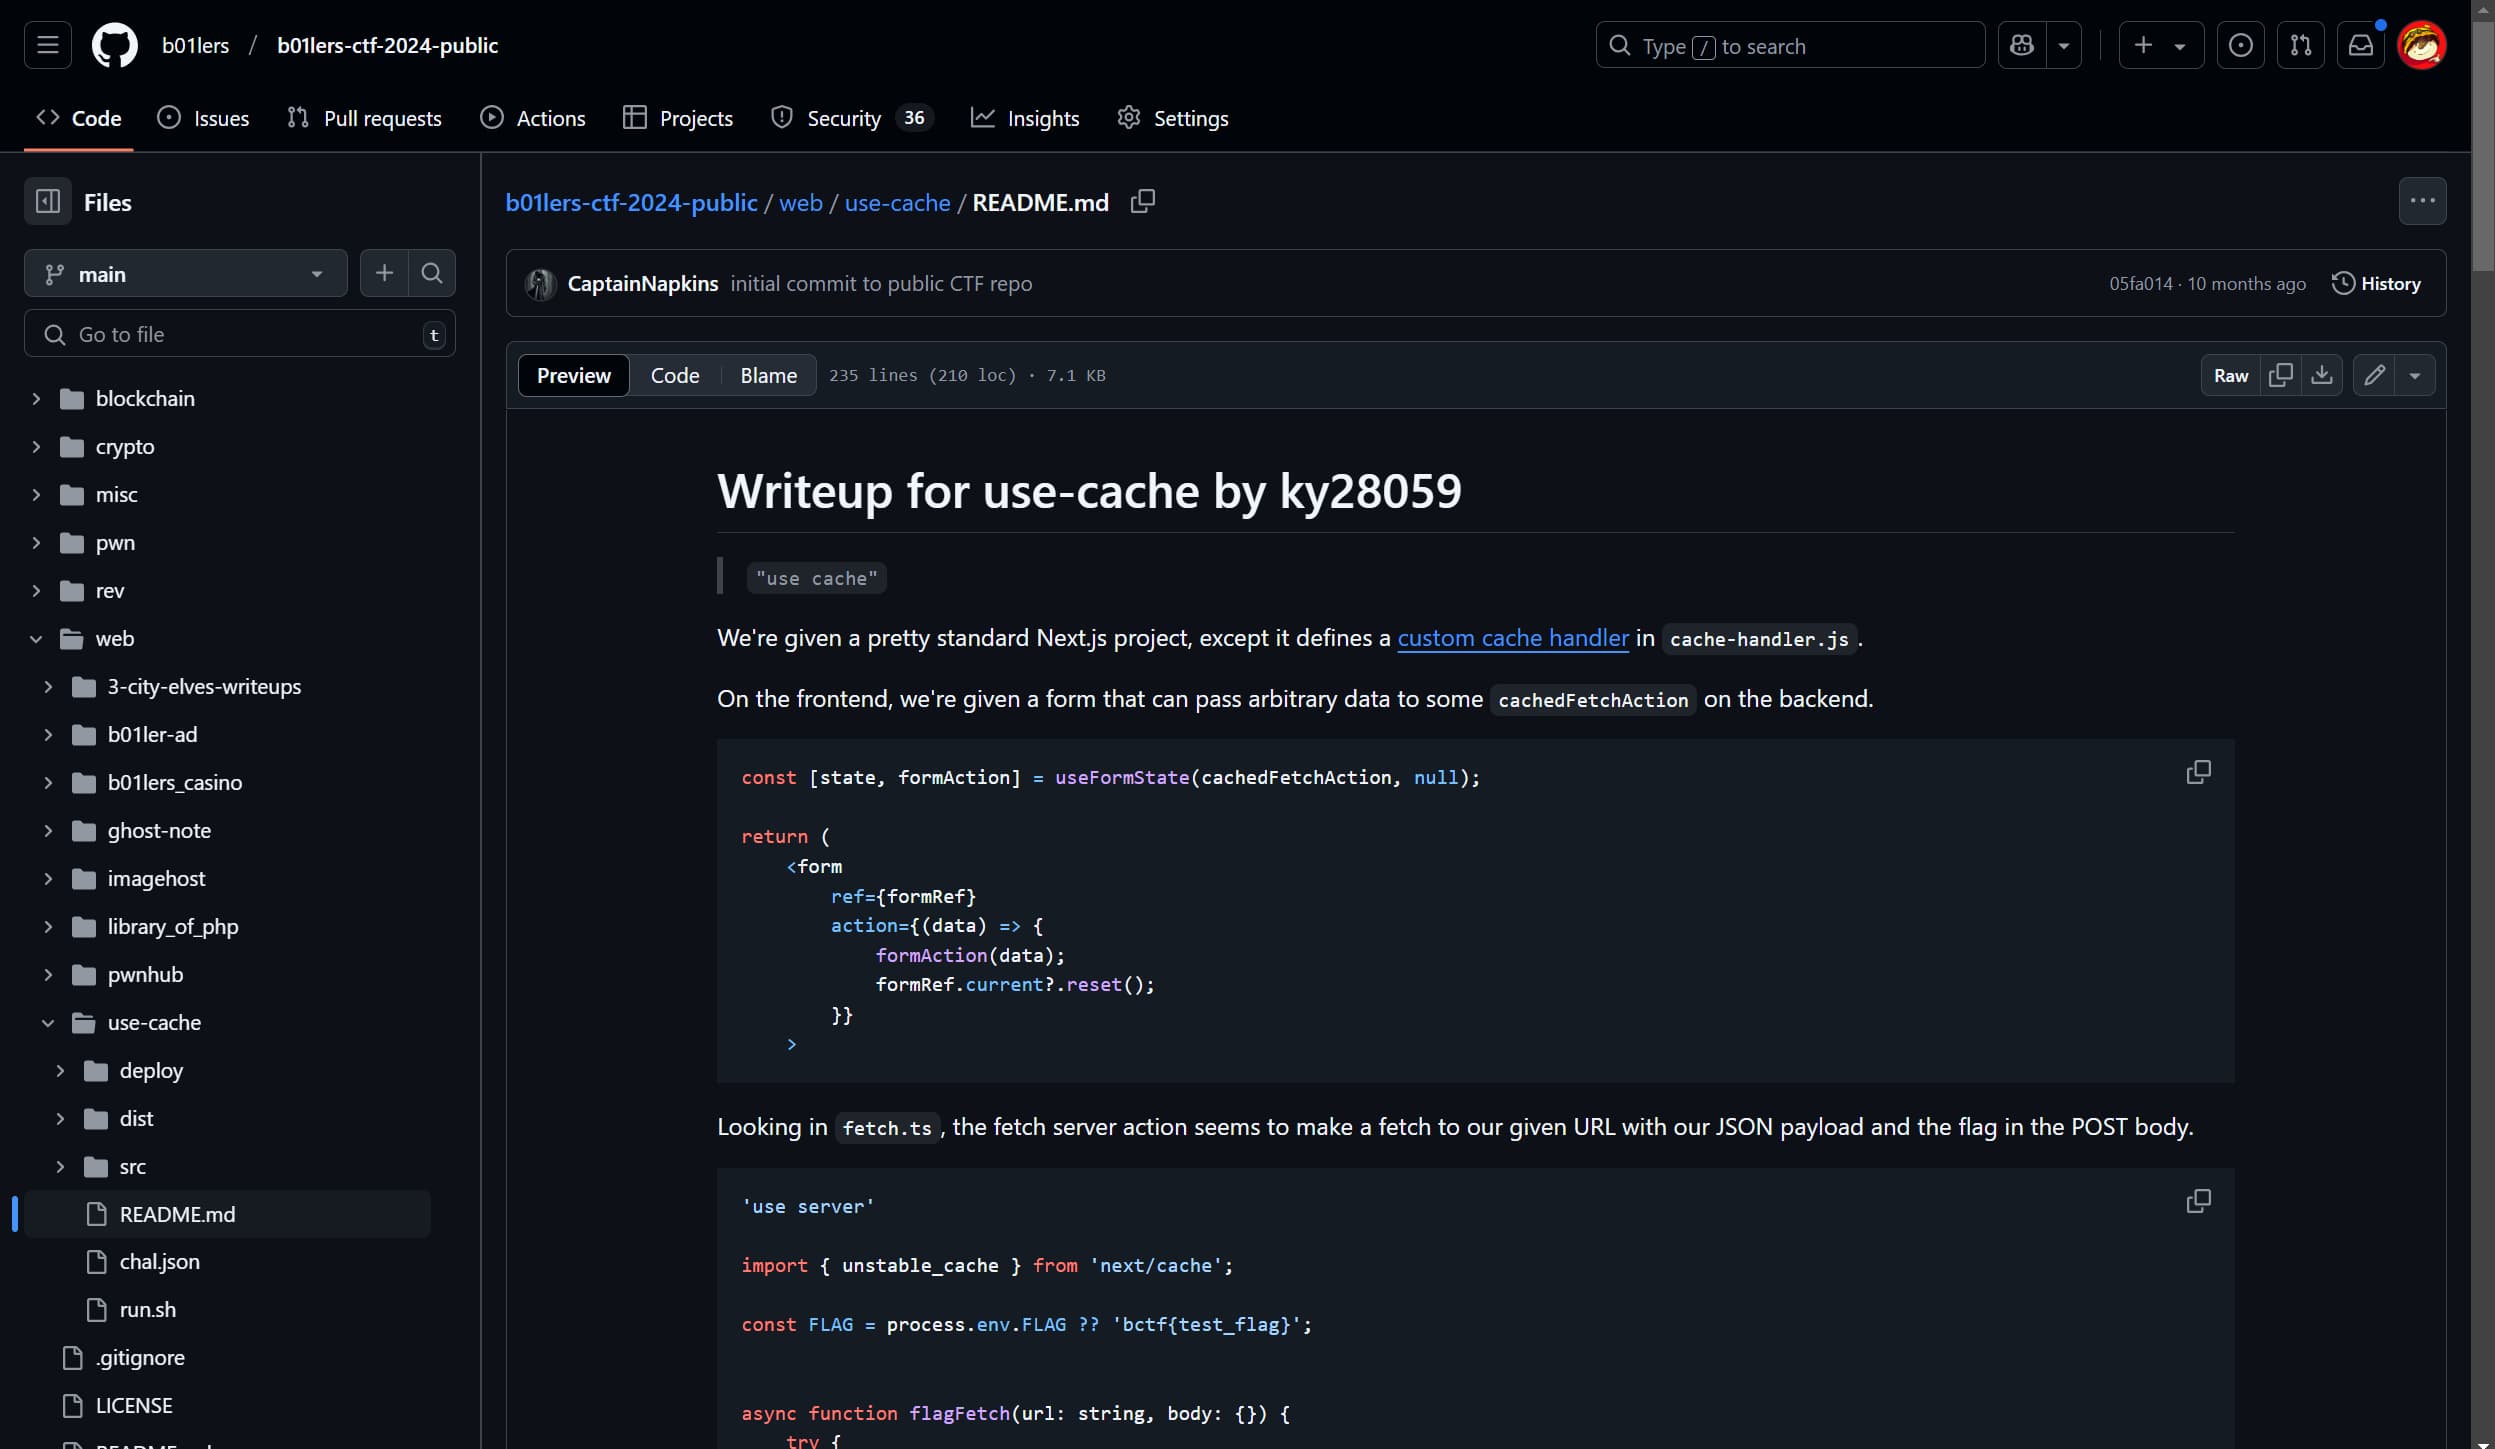 b01lers / b01lers-ctf-2024-public
Type / to search
Code
Issues
Pull requests
Actions
Projects
Security 36
Insights
Settings
Files
main
Go to file
t
blockchain
crypto
misc
pwn
rev
web
3-city-elves-writeups
b01ler-ad
b01lers_casino
ghost-note
imagehost
library_of_php
pwnhub
use-cache
deploy
dist
src
README.md
chal.json
run.sh
.gitignore
LICENSE
b01lers-ctf-2024-public / web / use-cache / README.md
CaptainNapkins initial commit to public CTF repo
05fa014 · 10 months ago
History
Preview
Code
Blame
235 lines (210 loc) · 7.1 KB
Raw
Writeup for use-cache by ky28059
"use cache"
We're given a pretty standard Next.js project, except it defines a custom cache handler in cache-handler.js.
On the frontend, we're given a form that can pass arbitrary data to some cachedFetchAction on the backend.
const [state, formAction] = useFormState(cachedFetchAction, null);
return (
<form
ref={formRef}
action={(data) => {
formAction(data);
formRef.current?.reset();
}}
>
Looking in fetch.ts, the fetch server action seems to make a fetch to our given URL with our JSON payload and the flag in the POST body.
'use server'
import { unstable_cache } from 'next/cache';
const FLAG = process.env.FLAG ?? 'bctf{test_flag}';
async function flagFetch(url: string, body: {}) {
try {